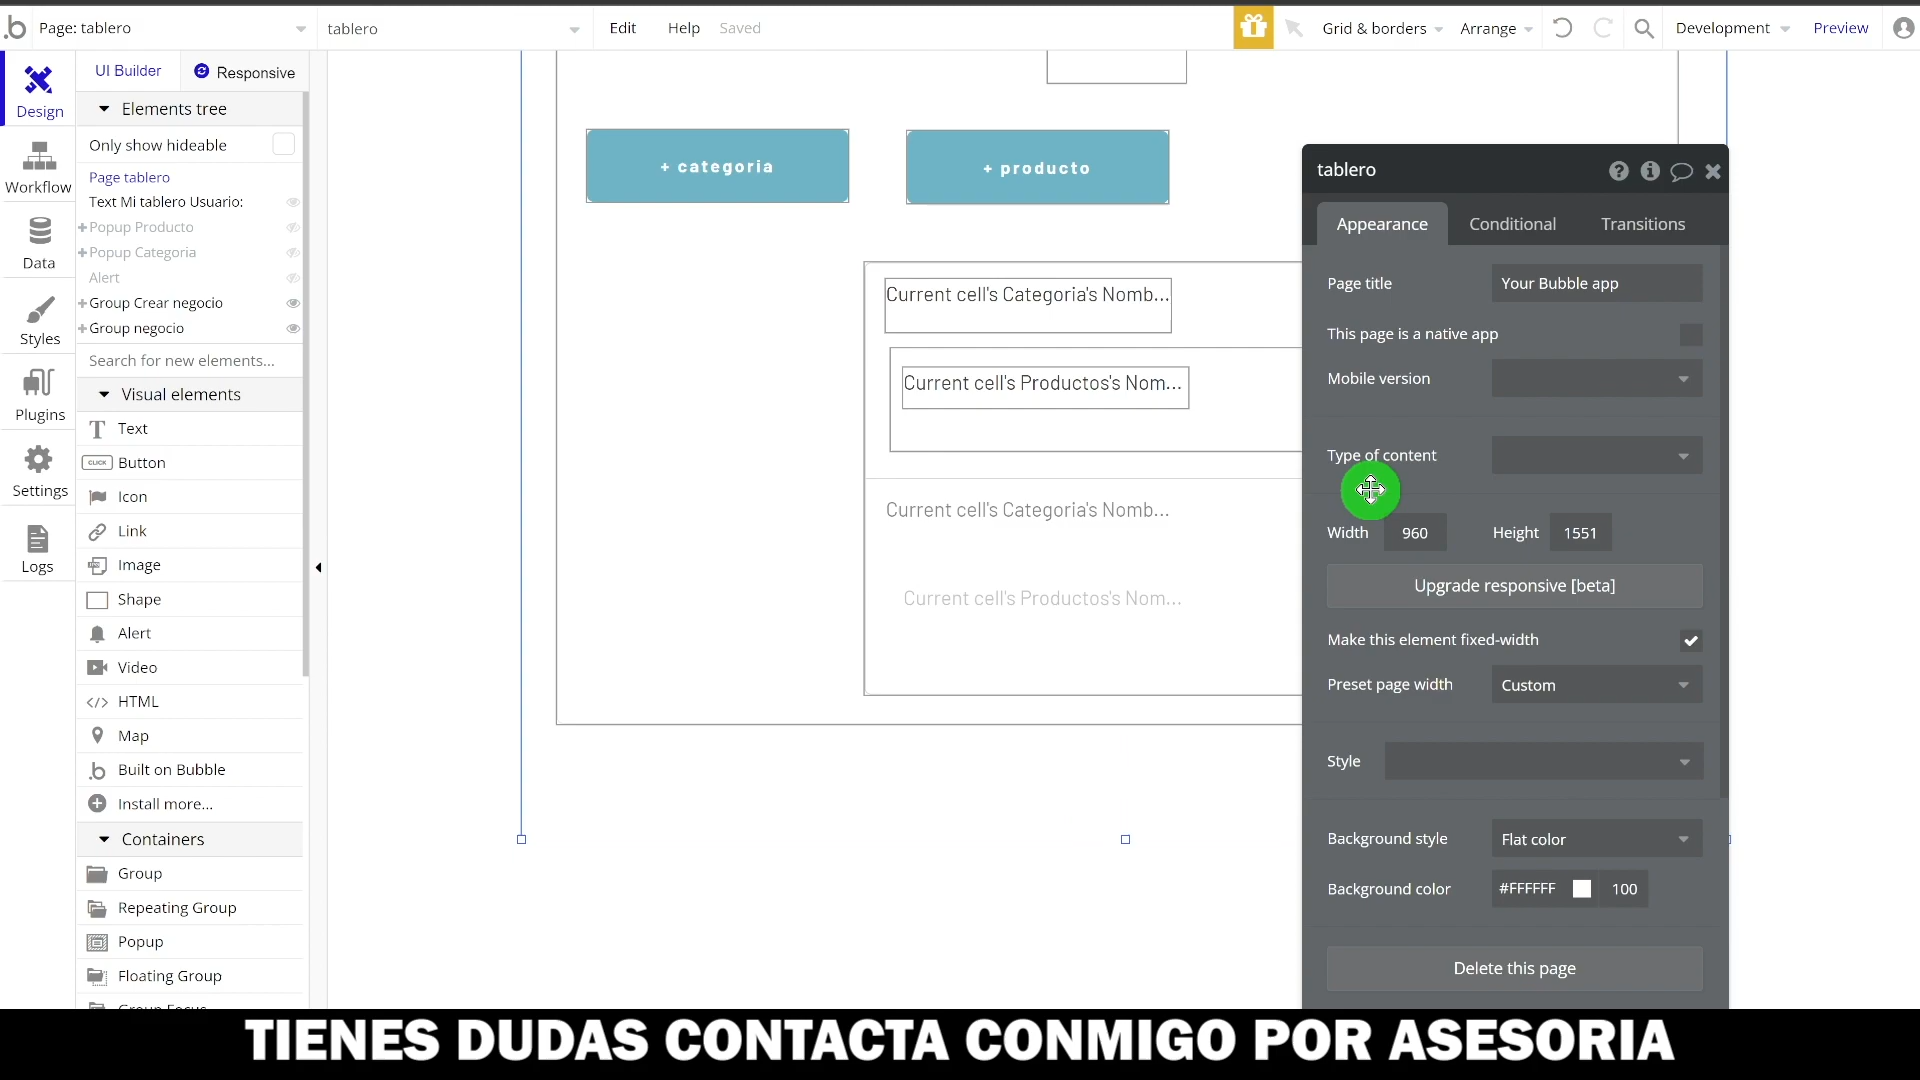 Page: tablero
tablero
Edit
Help
Saved
Grid & borders
Arrange
Development
Preview
UI Builder
Responsive
Design
Workflow
Data
Styles
Plugins
Settings
Logs
Elements tree
Only show hideable
Page tablero
Text Mi tablero Usuario:
Popup Producto
Popup Categoria
Alert
Group Crear negocio
Group negocio
Search for new elements...
Visual elements
Text
CLICK Button
Icon
Link
Image
Shape
Alert
Video
HTML
Map
Built on Bubble
Install more...
Containers
Group
Repeating Group
Popup
Floating Group
Group Focus
+ categoria
+ producto
Current cell's Categoria's Nomb...
Current cell's Productos's Nom...
Current cell's Categoria's Nomb...
Current cell's Productos's Nom...
tablero
Appearance
Conditional
Transitions
Page title
Your Bubble app
This page is a native app
Mobile version
Type of content
Width 960
Height 1551
Upgrade responsive [beta]
Make this element fixed-width
Preset page width
Custom
Style
Background style
Flat color
Background color
#FFFFFF
100
Delete this page
TIENES DUDAS CONTACTA CONMIGO POR ASESORIA